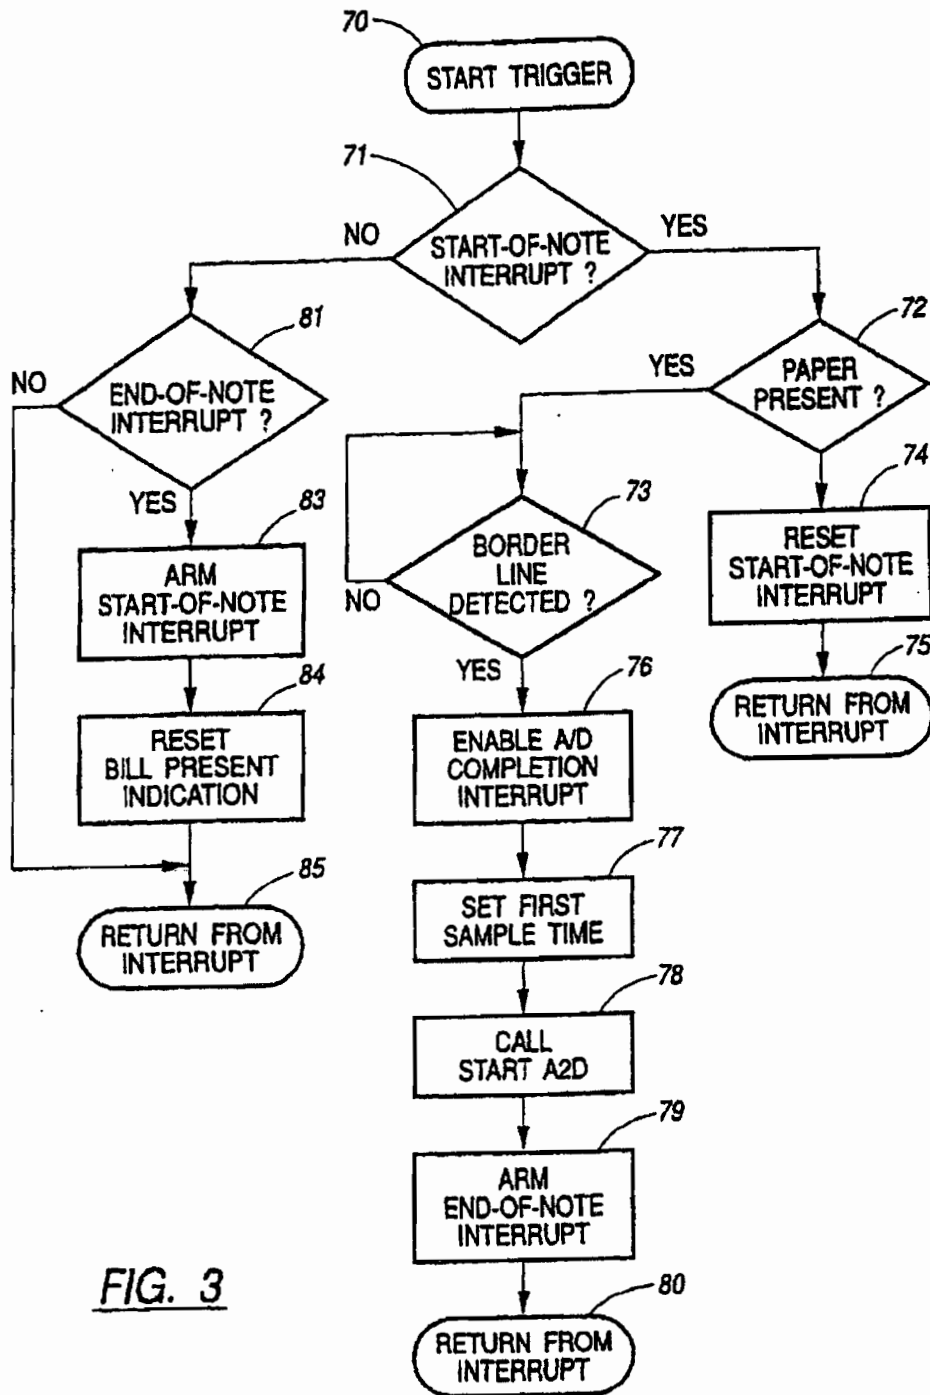 70
START TRIGGER
71
START-OF-NOTE
INTERRUPT ?
NO
YES
81
END-OF-NOTE
INTERRUPT ?
NO
YES
72
PAPER
PRESENT ?
YES
73
BORDER
LINE
DETECTED ?
NO
YES
74
RESET
START-OF-NOTE
INTERRUPT
75
RETURN FROM
INTERRUPT
83
ARM
START-OF-NOTE
INTERRUPT
84
RESET
BILL PRESENT
INDICATION
85
RETURN FROM
INTERRUPT
76
ENABLE A/D
COMPLETION
INTERRUPT
77
SET FIRST
SAMPLE TIME
78
CALL
START A2D
79
ARM
END-OF-NOTE
INTERRUPT
80
RETURN FROM
INTERRUPT
FIG. 3